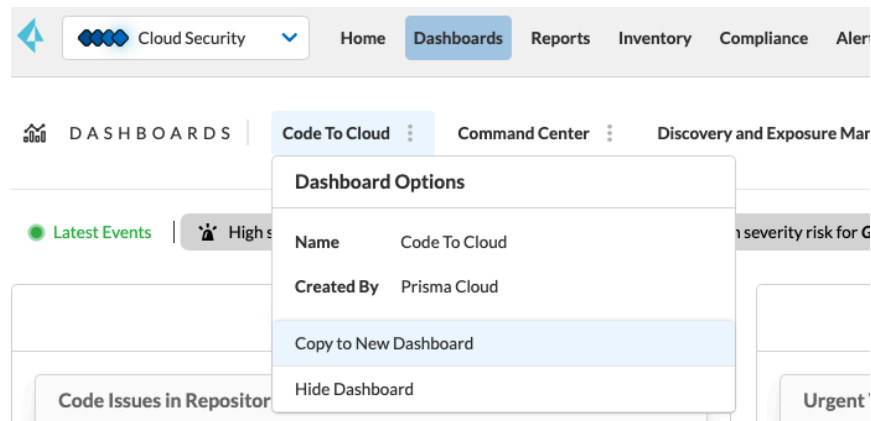 Cloud Security Home Dashboards Reports Inventory Compliance
DASHBOARDS Code To Cloud Command Center Discovery and Exposure
Dashboard Options
Latest Events High severity risk for
Name Code To Cloud
Created By Prisma Cloud
Copy to New Dashboard
Hide Dashboard
Code Issues in Urgent